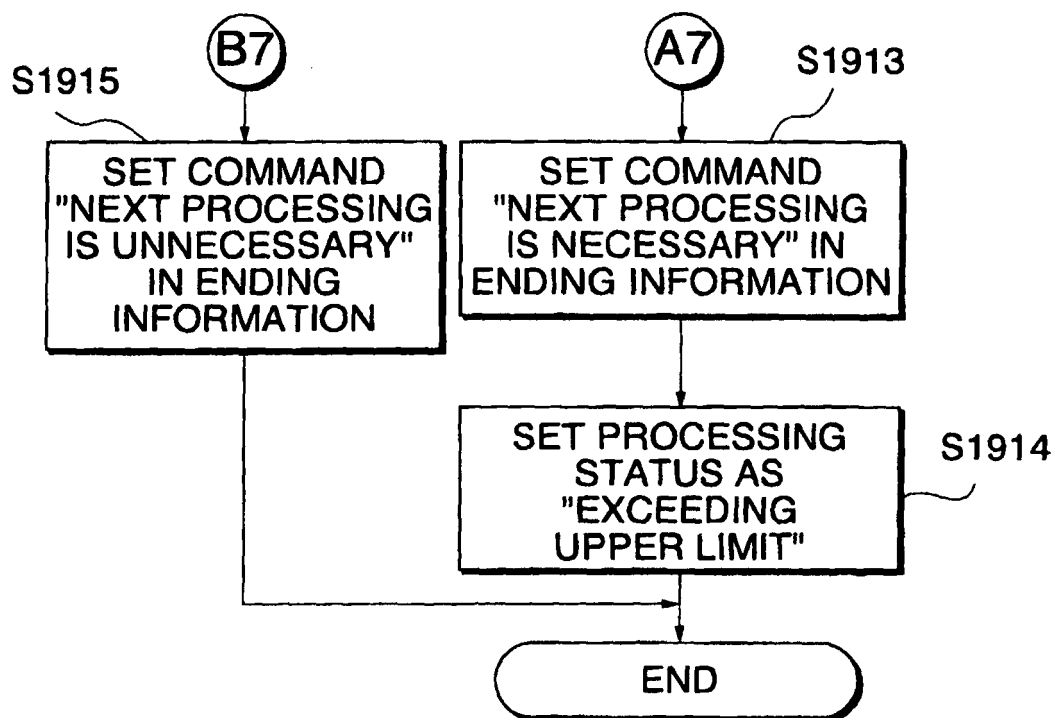 B7
A7
S1915
S1913
SET COMMAND
"NEXT PROCESSING
IS UNNECESSARY"
IN ENDING
INFORMATION
SET COMMAND
"NEXT PROCESSING
IS NECESSARY" IN
ENDING INFORMATION
SET PROCESSING
STATUS AS
"EXCEEDING
UPPER LIMIT"
S1914
END